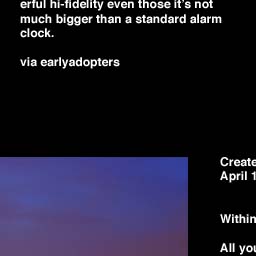 erful hi-fidelity even those it's not
much bigger than a standard alarm
clock.
via earlyadopters
Create
April 1
Within
All you